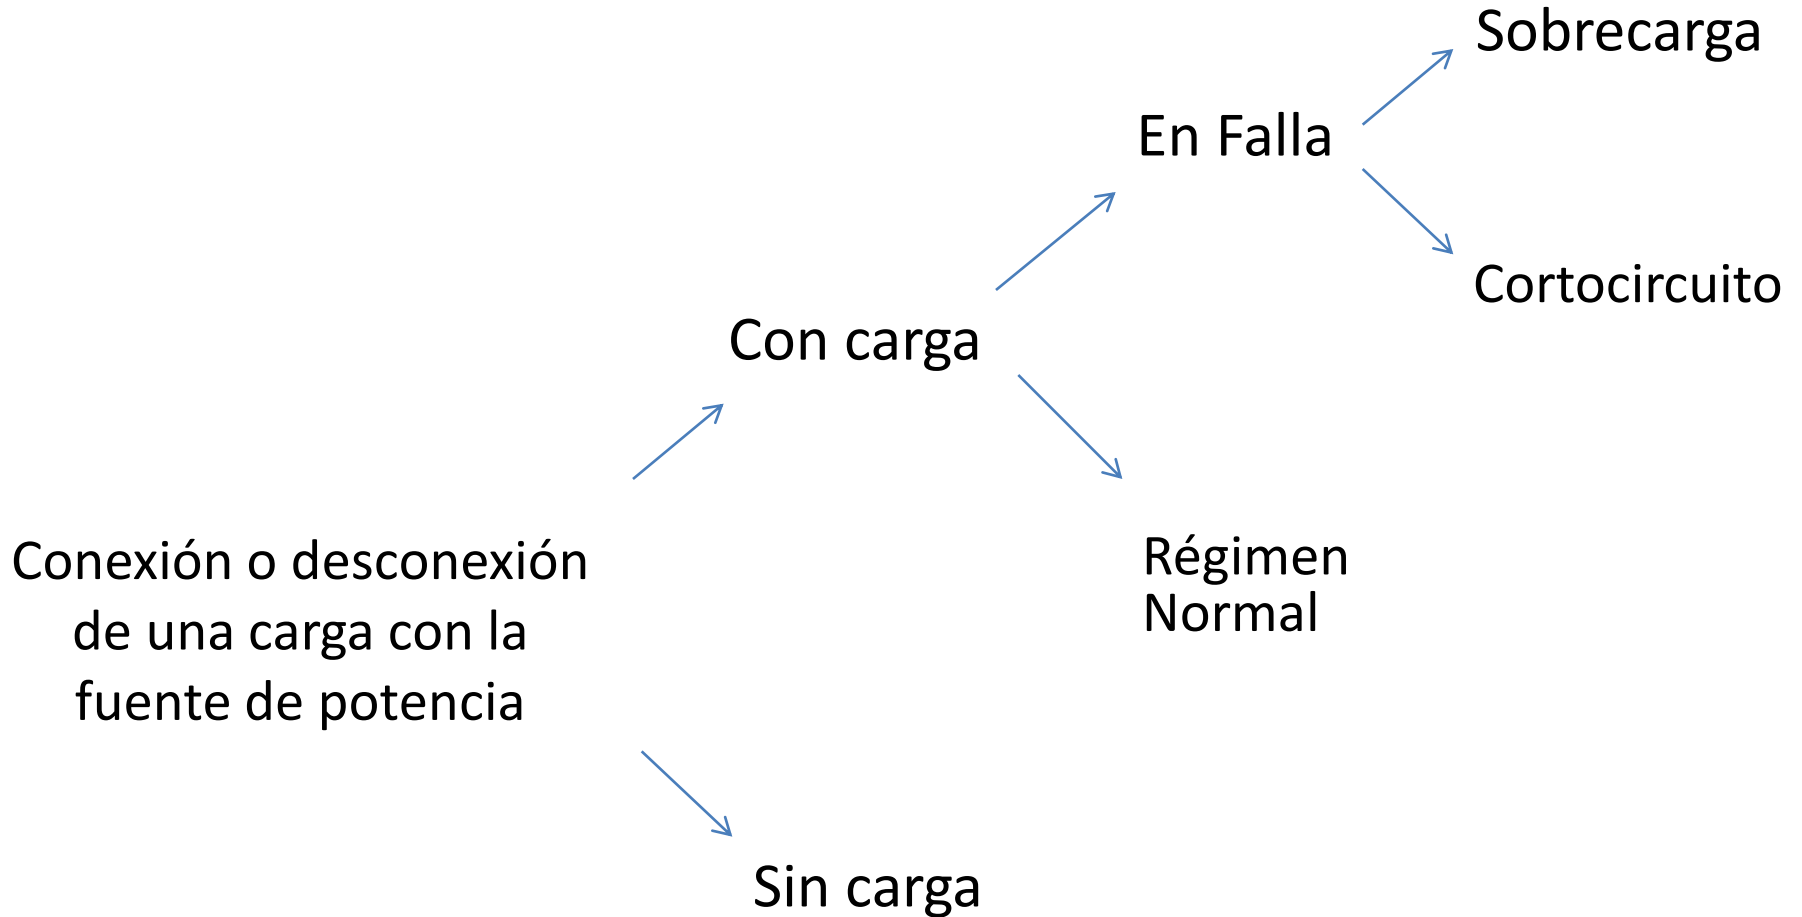 Sobrecarga
En Falla
Cortocircuito
Con carga
Conexión o desconexión
de una carga con la
fuente de potencia
Régimen
Normal
Sin carga